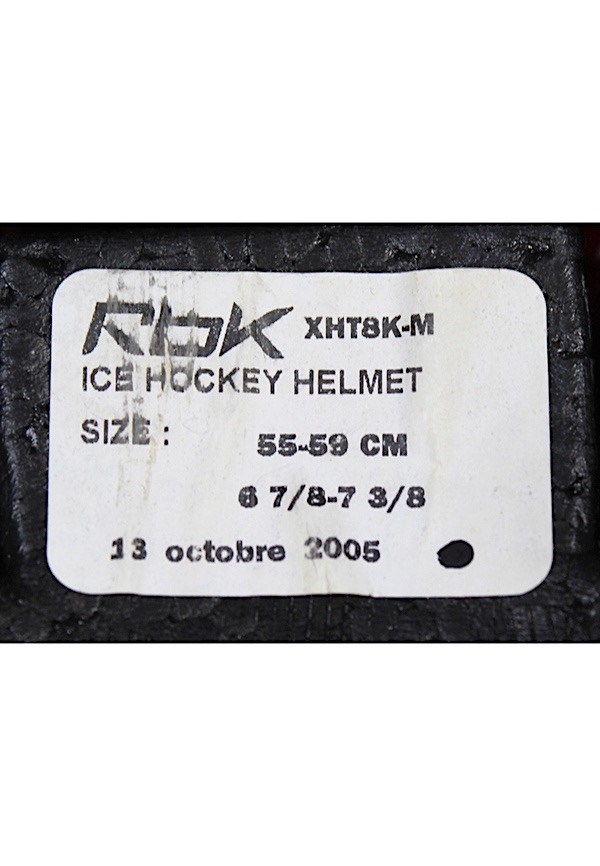 Rbk XHT8K-M
ICE HOCKEY HELMET
SIZE : 55-59 CM
6 7/8-7 3/8
13 octobre 2005